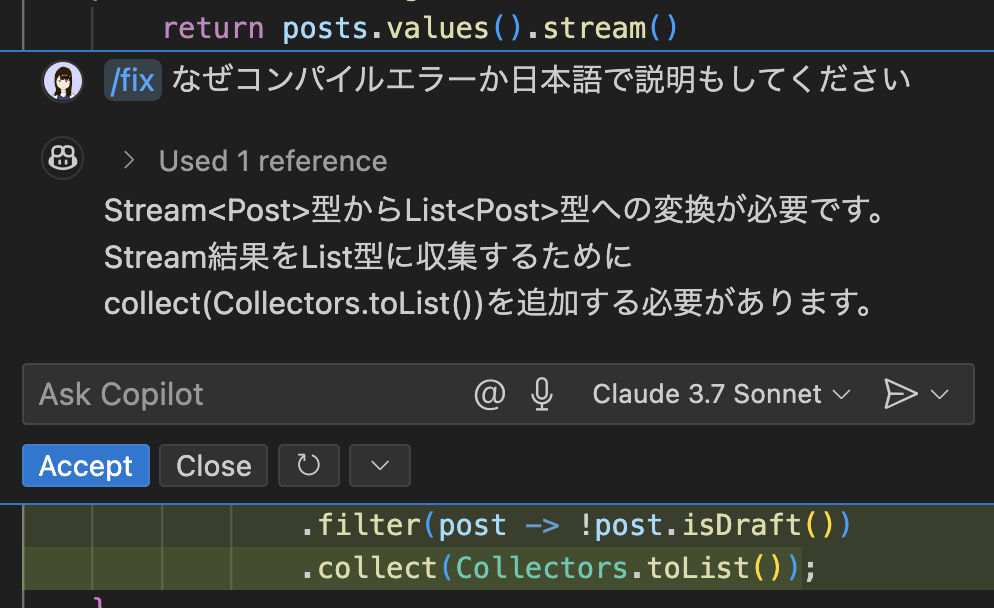 return posts.values().stream()
/fix なぜコンパイルエラーか日本語で説明もしてください
> Used 1 reference
Stream<Post>型からList<Post>型への変換が必要です。
Stream結果をList型に収集するために
collect(Collectors.toList())を追加する必要があります。
Ask Copilot @ Claude 3.7 Sonnet
Accept Close
.filter(post -> !post.isDraft())
.collect(Collectors.toList());
}